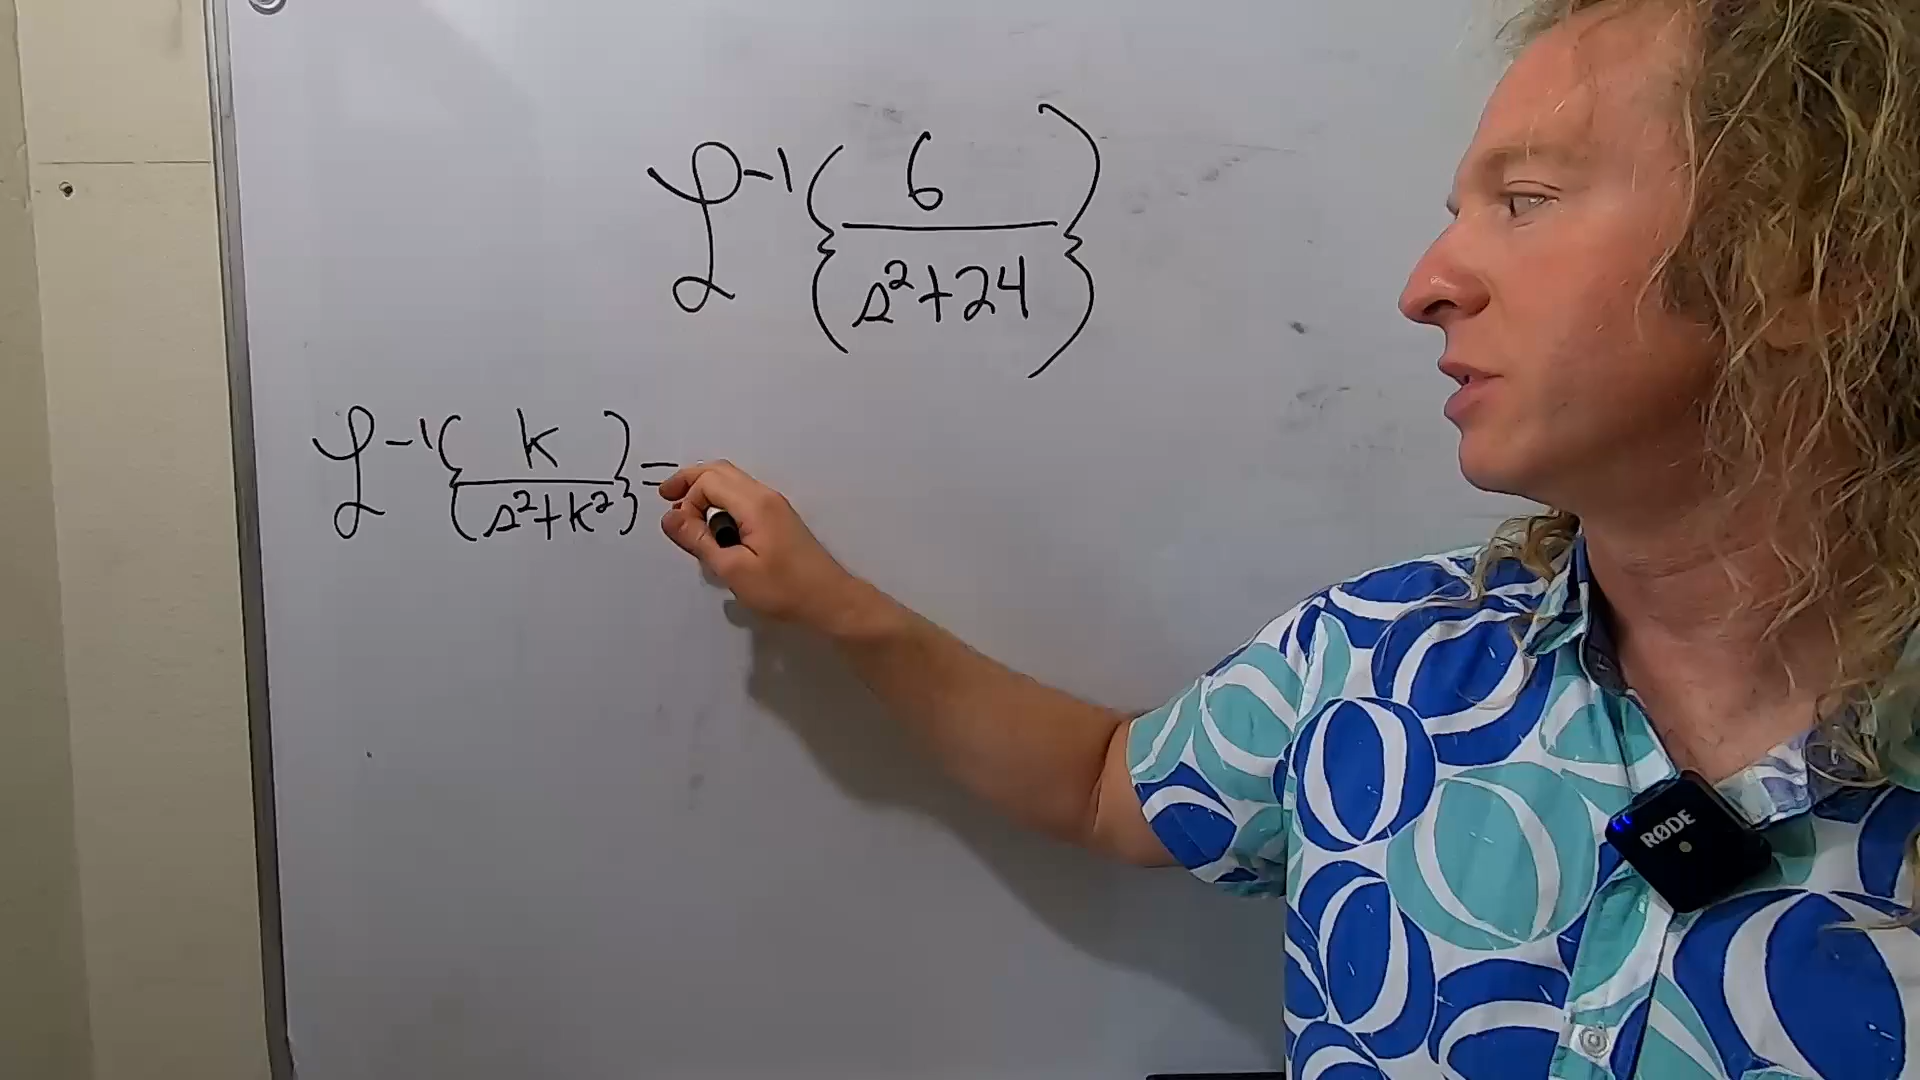 ℒ⁻¹{6/(s²+24)}
ℒ⁻¹{k/(s²+k²)} =
RØDE